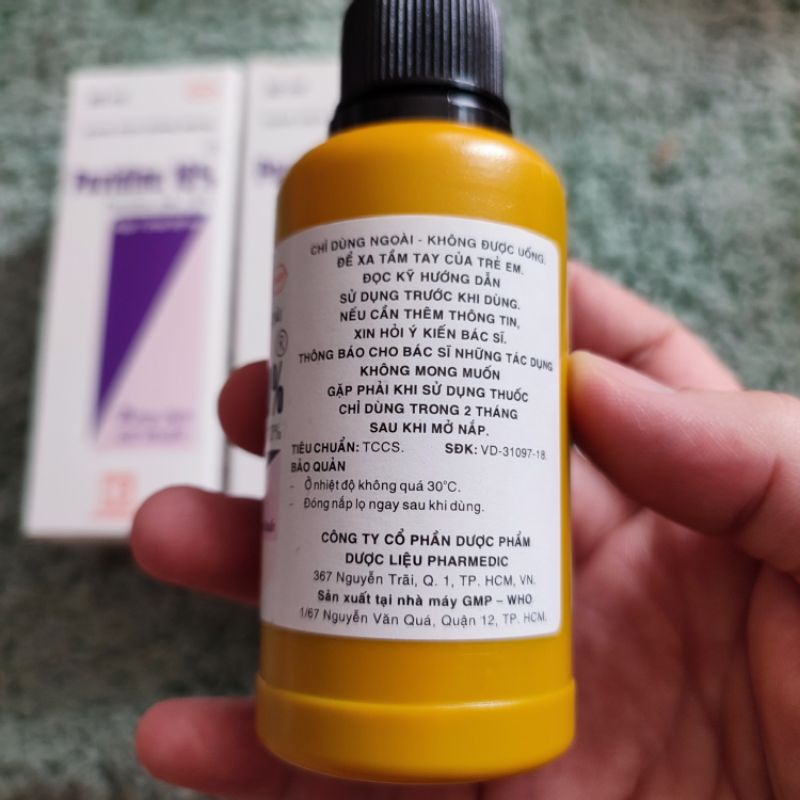 Povidine 10%
CHỈ DÙNG NGOÀI - KHÔNG ĐƯỢC UỐNG.
ĐỂ XA TẦM TAY CỦA TRẺ EM.
ĐỌC KỸ HƯỚNG DẪN
SỬ DỤNG TRƯỚC KHI DÙNG.
NẾU CẦN THÊM THÔNG TIN,
XIN HỎI Ý KIẾN BÁC SĨ.
THÔNG BÁO CHO BÁC SĨ NHỮNG TÁC DỤNG
KHÔNG MONG MUỐN
GẶP PHẢI KHI SỬ DỤNG THUỐC
CHỈ DÙNG TRONG 2 THÁNG
SAU KHI MỞ NẮP.
TIÊU CHUẨN: TCCS. SĐK: VD-31097-18.
BẢO QUẢN
- Ở nhiệt độ không quá 30°C.
- Đóng nắp lọ ngay sau khi dùng.
CÔNG TY CỔ PHẦN DƯỢC PHẨM
DƯỢC LIỆU PHARMEDIC
367 Nguyễn Trãi, Q. 1, TP. HCM, VN.
Sản xuất tại nhà máy GMP – WHO
1/67 Nguyễn Văn Quá, Quận 12, TP. HCM.
®
%